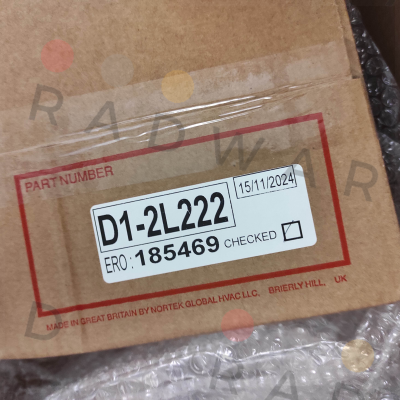 RADWAR
PART NUMBER
15/11/2024
D1-2L222
ERO: 185469 CHECKED
MADE IN GREAT BRITAIN BY NORTEK GLOBAL HVAC LLC. BRIERLY HILL, UK